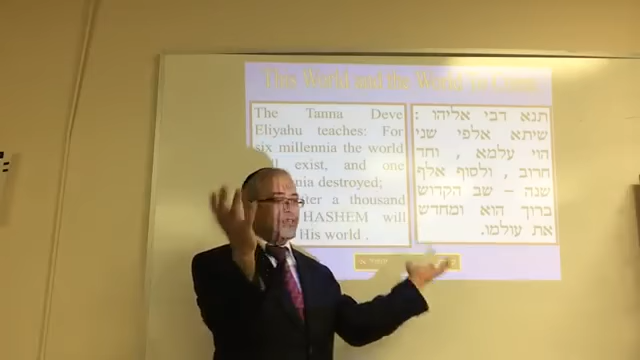 This World and the World to Come
The Tanna Deve
Eliyahu teaches: For
six millennia the world
exist, and one
destroyed;
a thousand
HASHEM will
His world .
תנא דבי אליהו :
שיתא אלפי שני
הוי עלמא , וחד
חרוב , ולסוף אלף
שנה – שב הקדוש
ברוך הוא ומחדש
את עולמו.